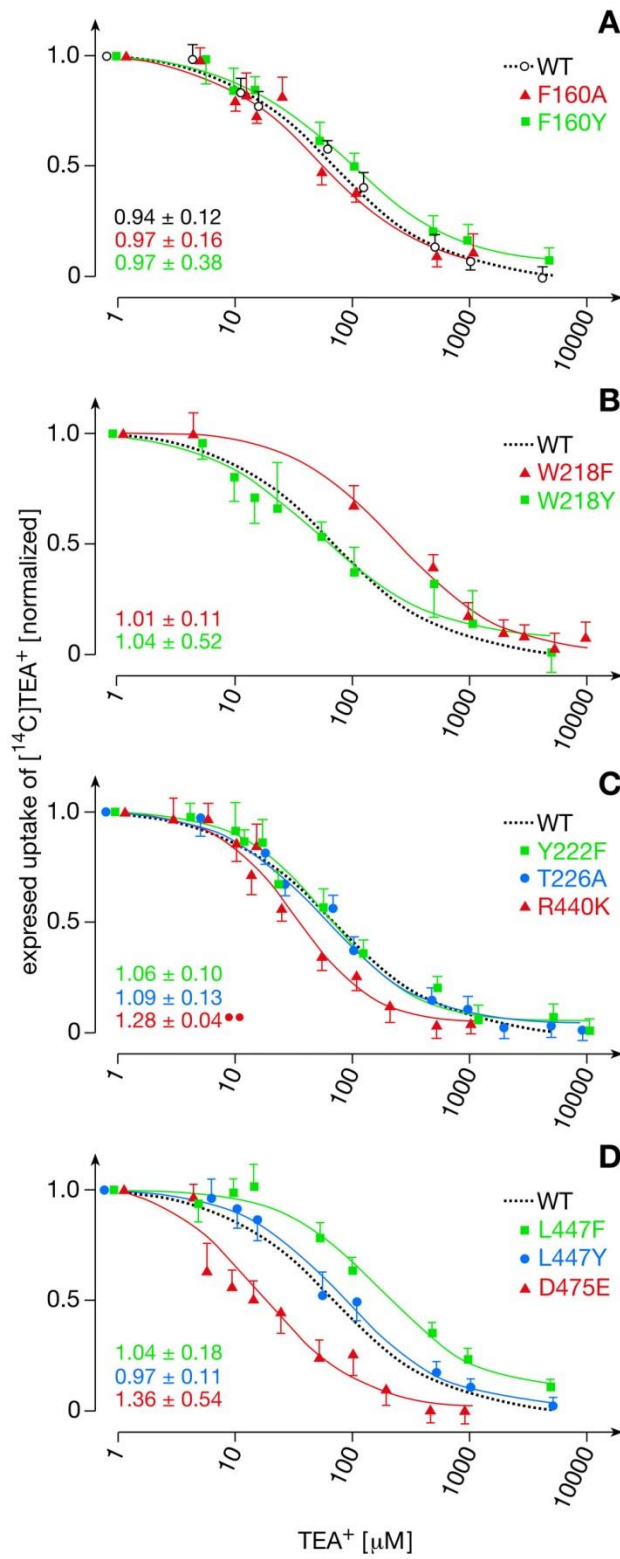 A
1.0
WT
F160A
F160Y
0.5
0.94 ± 0.12
0.97 ± 0.16
0.97 ± 0.38
0
1 10 100 1000 10000
B
1.0
WT
W218F
W218Y
0.5
1.01 ± 0.11
1.04 ± 0.52
0
1 10 100 1000 10000
expresed uptake of [¹⁴C]TEA⁺ [normalized]
C
1.0
WT
Y222F
T226A
R440K
0.5
1.06 ± 0.10
1.09 ± 0.13
1.28 ± 0.04••
0
1 10 100 1000 10000
D
1.0
WT
L447F
L447Y
D475E
0.5
1.04 ± 0.18
0.97 ± 0.11
1.36 ± 0.54
0
1 10 100 1000 10000
TEA⁺ [µM]